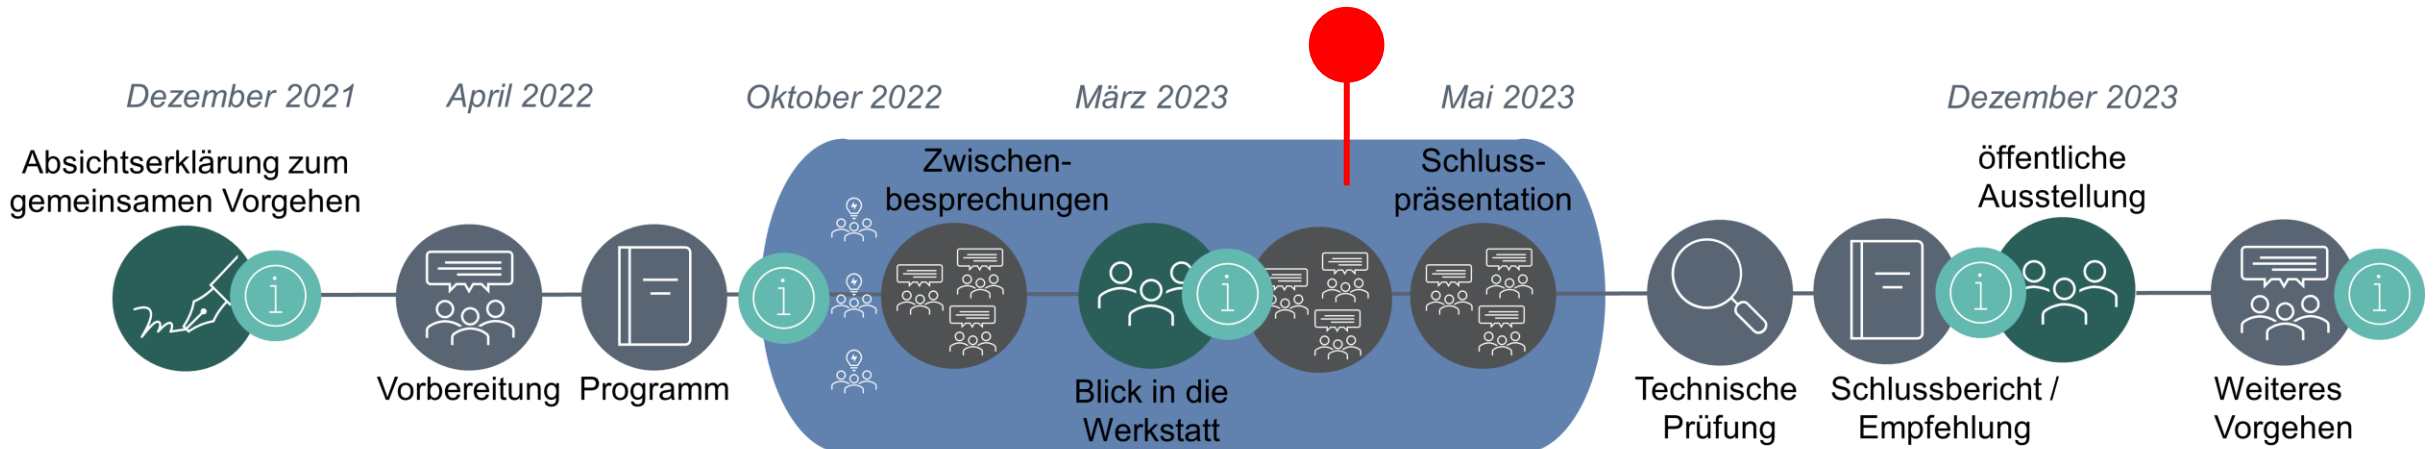 Dezember 2021
April 2022
Oktober 2022
März 2023
Mai 2023
Dezember 2023
Absichtserklärung zum
gemeinsamen Vorgehen
Zwischen-
besprechungen
Schluss-
präsentation
öffentliche
Ausstellung
i
i
i
i
i
Vorbereitung
Programm
Blick in die
Werkstatt
Technische
Prüfung
Schlussbericht /
Empfehlung
Weiteres
Vorgehen